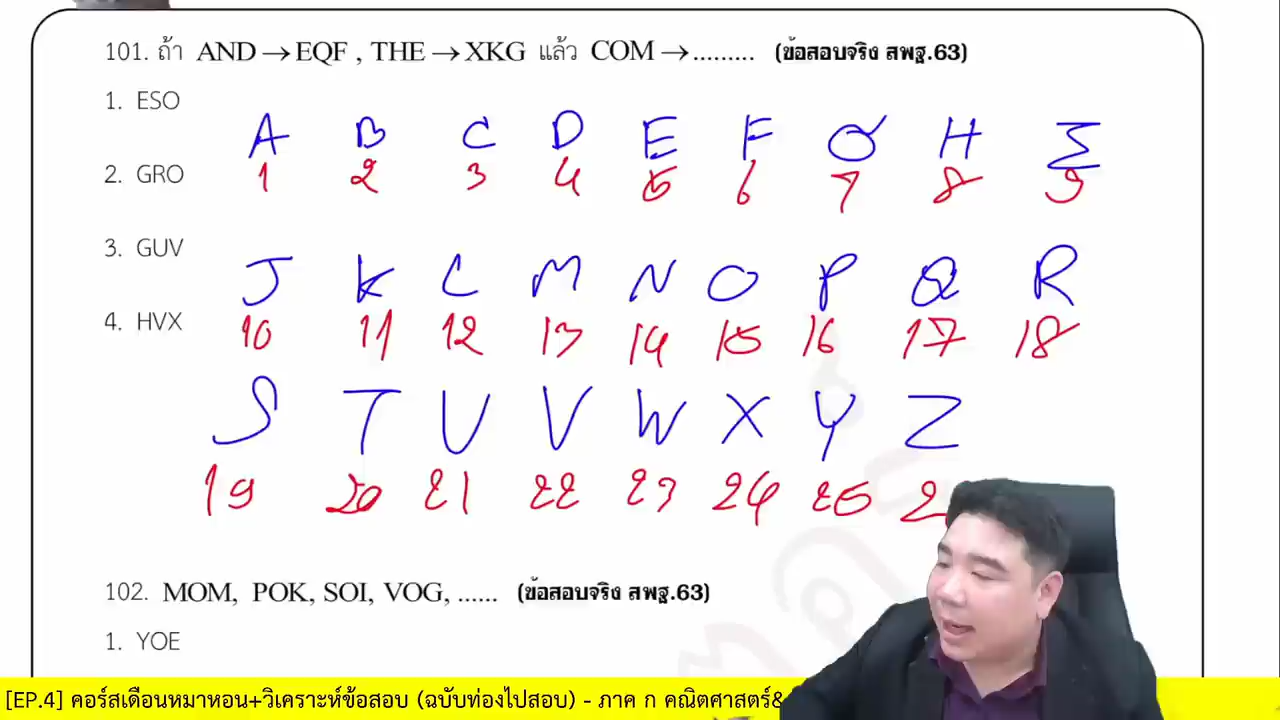 101. ถ้า AND → EQF , THE → XKG แล้ว COM → ......... (ข้อสอบจริง สพฐ.63)
1. ESO
A B C D E F G H I
2. GRO
1 2 3 4 5 6 7 8 9
3. GUV
J K L M N O P Q R
4. HVX
10 11 12 13 14 15 16 17 18
S T U V W X Y Z
19 20 21 22 23 24 25 2
102. MOM, POK, SOI, VOG, ...... (ข้อสอบจริง สพฐ.63)
1. YOE
[EP.4] คอร์สเดือนหมาหอน+วิเคราะห์ข้อสอบ (ฉบับท่องไปสอบ) - ภาค ก คณิตศาสตร์&